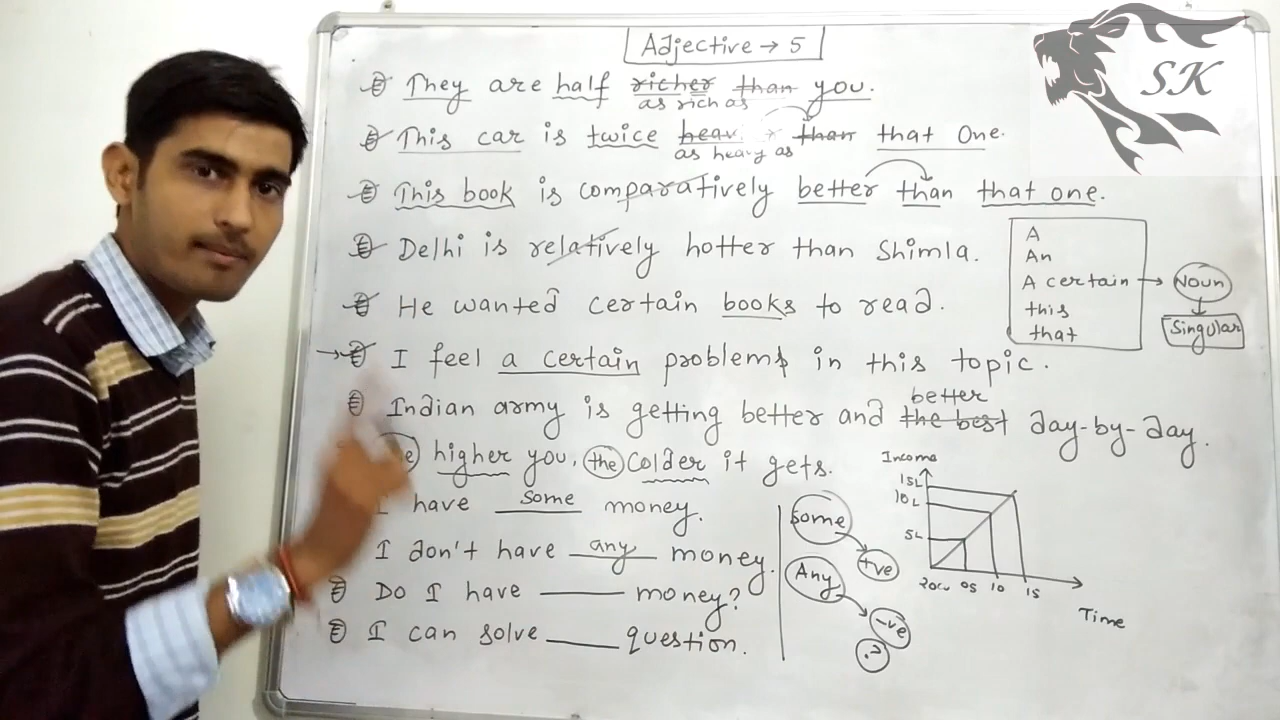 Adjective → 5
SK
They are half richer than you.
as rich as
This car is twice than that One.
as heavy as
This book is comparatively better than that one.
Delhi is relatively hotter than Shimla.
He wanted certain books to read.
I feel a certain problems in this topic.
better
Indian army is getting better and the best day-by-day.
higher you, the Colder it gets.
I have some money.
I don't have any money.
Do I have ____ money?
I can solve ____ question.
A
An
A certain
this
that
Noun
Singular
some
+ve
Any
-ve
?
Income
15L
10L
5L
05 10 15
Time